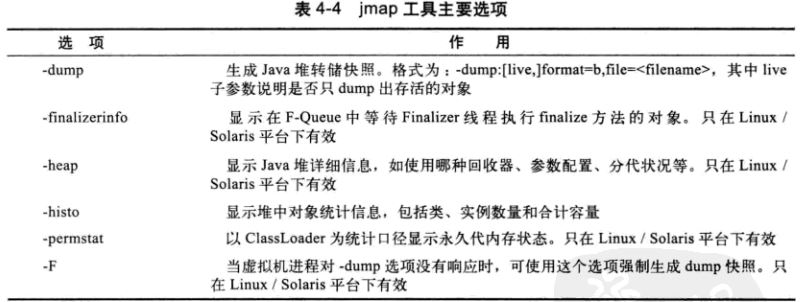 表 4-4 jmap 工具主要选项
选 项 作 用
-dump 生成 Java 堆转储快照。格式为：-dump:[live,]format=b,file=<filename>，其中 live
子参数说明是否只 dump 出存活的对象
-finalizerinfo 显示在 F-Queue 中等待 Finalizer 线程执行 finalize 方法的对象。只在 Linux /
Solaris 平台下有效
-heap 显示 Java 堆详细信息，如使用哪种回收器、参数配置、分代状况等。只在 Linux /
Solaris 平台下有效
-histo 显示堆中对象统计信息，包括类、实例数量和合计容量
-permstat 以 ClassLoader 为统计口径显示永久代内存状态。只在 Linux / Solaris 平台下有效
-F 当虚拟机进程对 -dump 选项没有响应时，可使用这个选项强制生成 dump 快照。只
在 Linux / Solaris 平台下有效